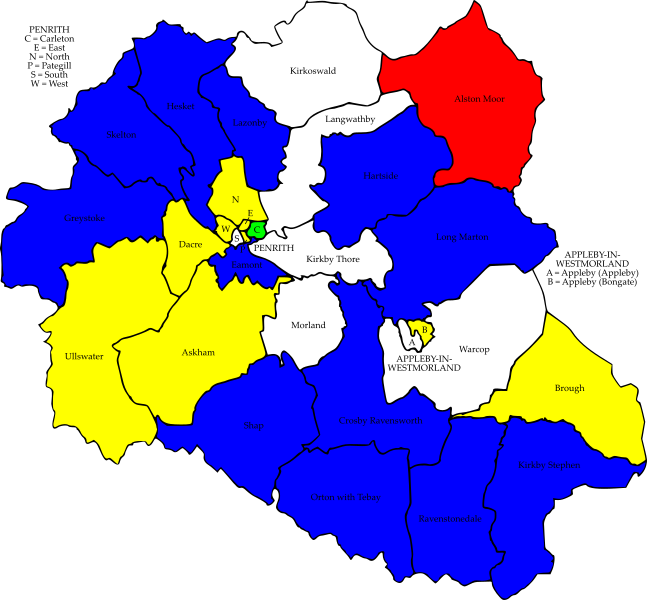 PENRITH
C = Carleton
E = East
N = North
P = Pategill
S = South
W = West
Kirkoswald
Alston Moor
Hesket
Skelton
Lazonby
Langwathby
Hartside
N
Greystoke
E
W
C
S
Dacre
PENRITH
Long Marton
Kirkby Thore
Eamont
APPLEBY-IN-
WESTMORLAND
A = Appleby (Appleby)
B = Appleby (Bongate)
Morland
B
A
Ullswater
Askham
Warcop
APPLEBY-IN-
WESTMORLAND
Brough
Shap
Crosby Ravensworth
Kirkby Stephen
Orton with Tebay
Ravenstonedale